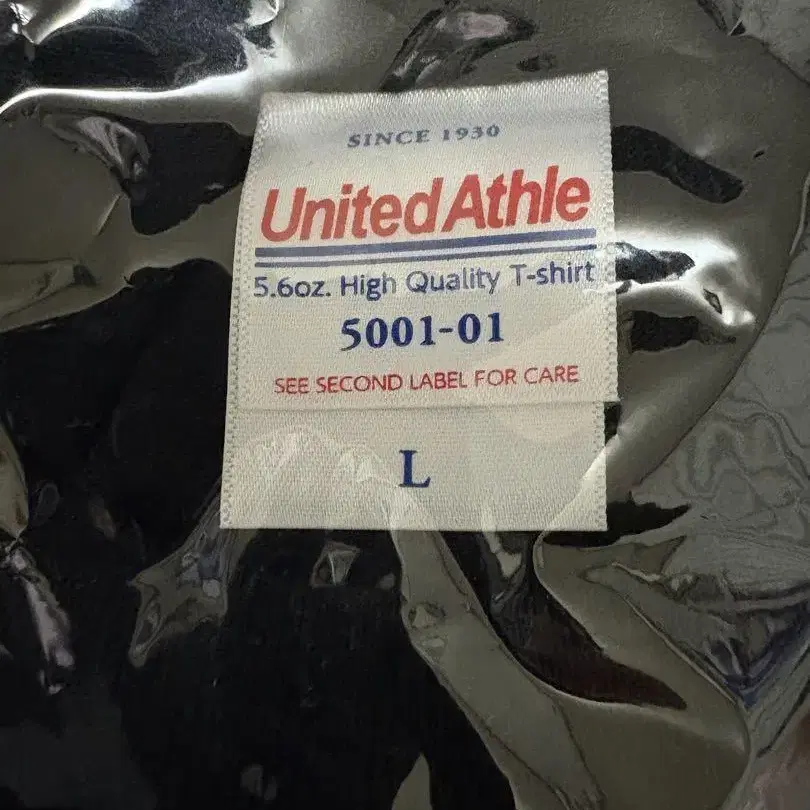 SINCE 1930
United Athle
5.6oz. High Quality T-shirt
5001-01
SEE SECOND LABEL FOR CARE
L